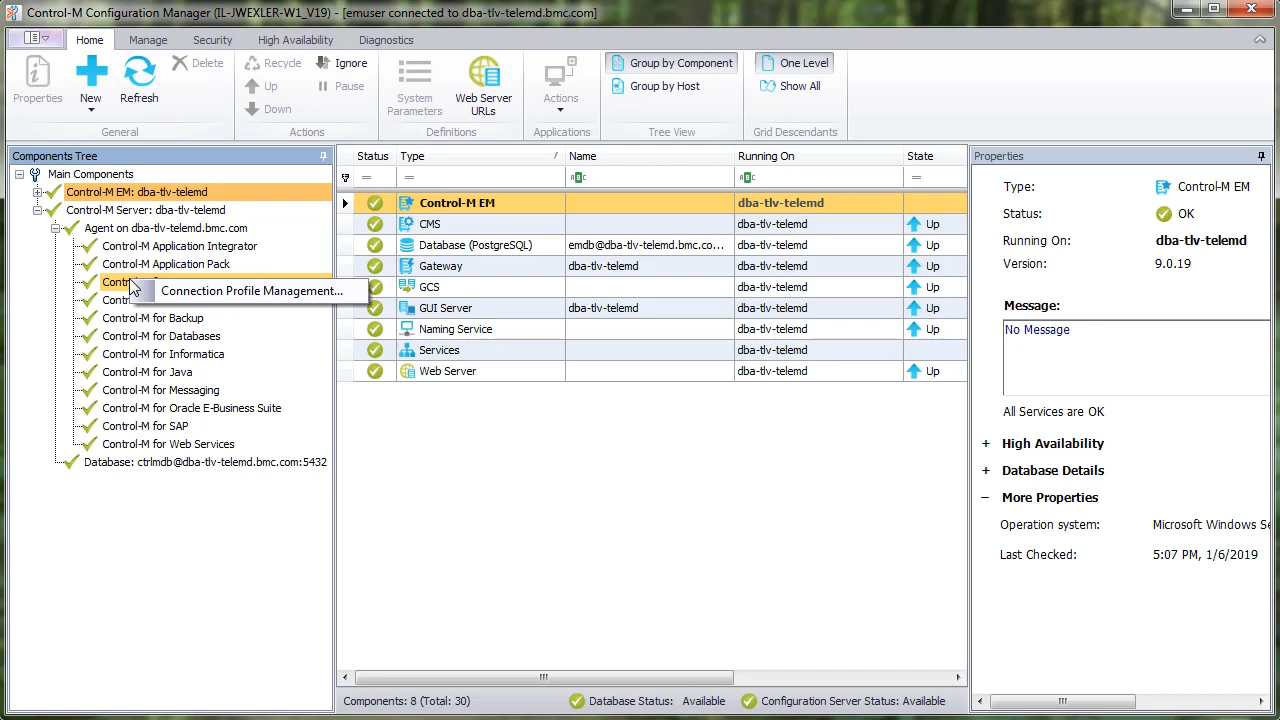 Control-M Configuration Manager (IL-JWEXLER-W1_V19) - [emuser connected to dba-tlv-telemd.bmc.com]
Home Manage Security High Availability Diagnostics
Properties
New
Refresh
Delete
General
Recycle
Ignore
Up
Pause
Down
Actions
System
Parameters
Web Server
URLs
Definitions
Actions
Applications
Group by Component
Group by Host
Tree View
One Level
Show All
Grid Descendants
Components Tree
Main Components
Control-M EM: dba-tlv-telemd
Control-M Server: dba-tlv-telemd
Agent on dba-tlv-telemd.bmc.com
Control-M Application Integrator
Control-M Application Pack
Connection Profile Management...
Control-M for Backup
Control-M for Databases
Control-M for Informatica
Control-M for Java
Control-M for Messaging
Control-M for Oracle E-Business Suite
Control-M for SAP
Control-M for Web Services
Database: ctrlmdb@dba-tlv-telemd.bmc.com:5432
Status Type / Name Running On State
= = ABC ABC =
Control-M EM dba-tlv-telemd
CMS dba-tlv-telemd Up
Database (PostgreSQL) emdb@dba-tlv-telemd.bmc.co... dba-tlv-telemd Up
Gateway dba-tlv-telemd dba-tlv-telemd Up
GCS dba-tlv-telemd Up
GUI Server dba-tlv-telemd dba-tlv-telemd Up
Naming Service dba-tlv-telemd Up
Services dba-tlv-telemd
Web Server dba-tlv-telemd Up
Components: 8 (Total: 30) Database Status: Available Configuration Server Status: Available
Properties
Type: Control-M EM
Status: OK
Running On: dba-tlv-telemd
Version: 9.0.19
Message:
No Message
All Services are OK
+ High Availability
+ Database Details
− More Properties
Operation system: Microsoft Windows Se
Last Checked: 5:07 PM, 1/6/2019